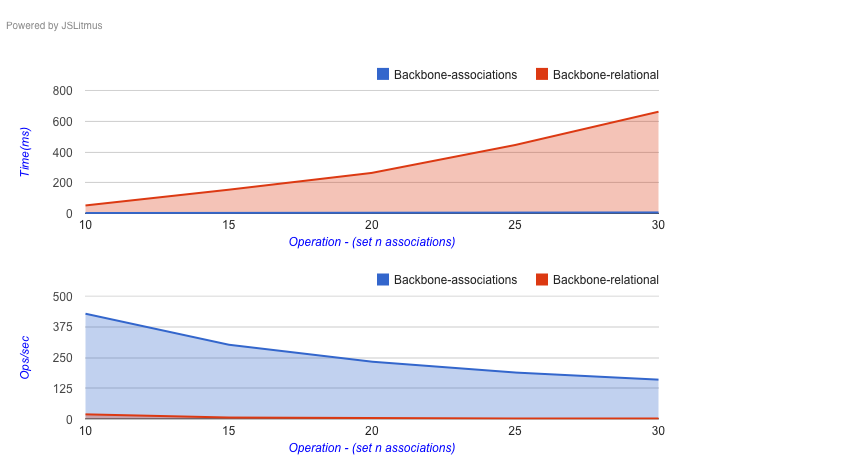 Powered by JSLitmus
Backbone-associations Backbone-relational
800
600
400
200
0
Time(ms)
10 15 20 25 30
Operation - (set n associations)
Backbone-associations Backbone-relational
500
375
250
125
0
Ops/sec
10 15 20 25 30
Operation - (set n associations)